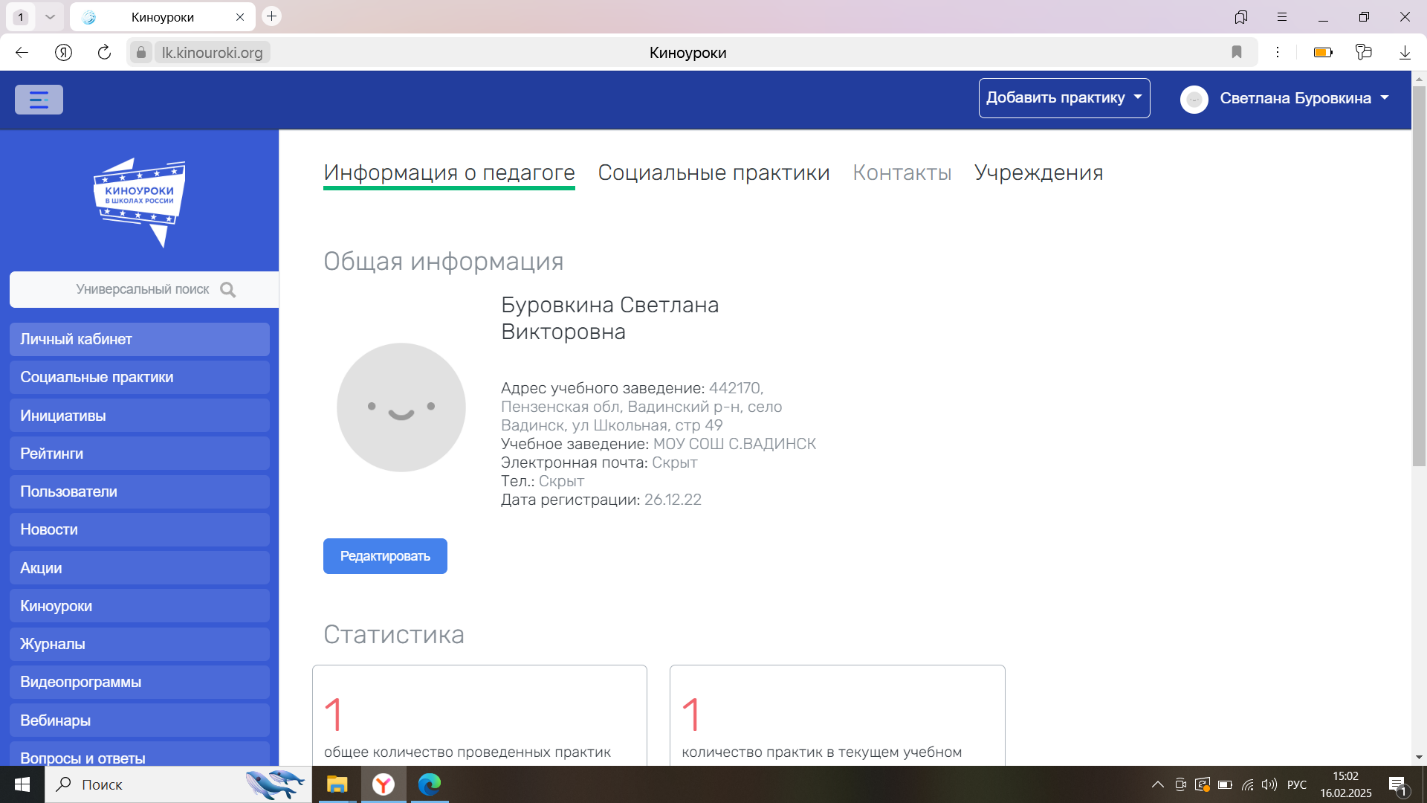 1
Киноуроки
lk.kinouroki.org
Киноуроки
Добавить практику
Светлана Буровкина
КИНОУРОКИ
В ШКОЛАХ РОССИИ
Универсальный поиск
Личный кабинет
Социальные практики
Инициативы
Рейтинги
Пользователи
Новости
Акции
Киноуроки
Журналы
Видеопрограммы
Вебинары
Вопросы и ответы
Информация о педагоге Социальные практики Контакты Учреждения
Общая информация
Буровкина Светлана
Викторовна
Адрес учебного заведение: 442170,
Пензенская обл, Вадинский р-н, село
Вадинск, ул Школьная, стр 49
Учебное заведение: МОУ СОШ С.ВАДИНСК
Электронная почта: Скрыт
Тел.: Скрыт
Дата регистрации: 26.12.22
Редактировать
Статистика
1
общее количество проведенных практик
1
количество практик в текущем учебном
Поиск
РУС
15:02
16.02.2025
1